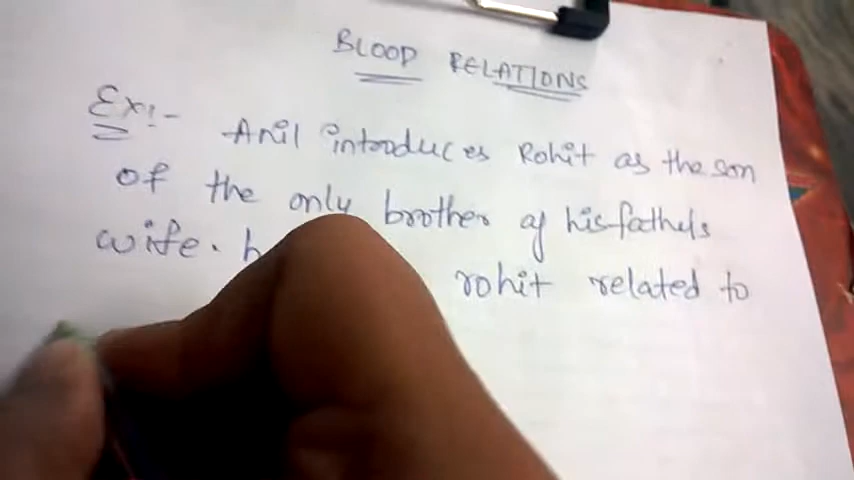 BLOOD RELATIONS
Ex:- Anil introduces Rohit as the son
of the only brother of his father's
wife. rohit related to